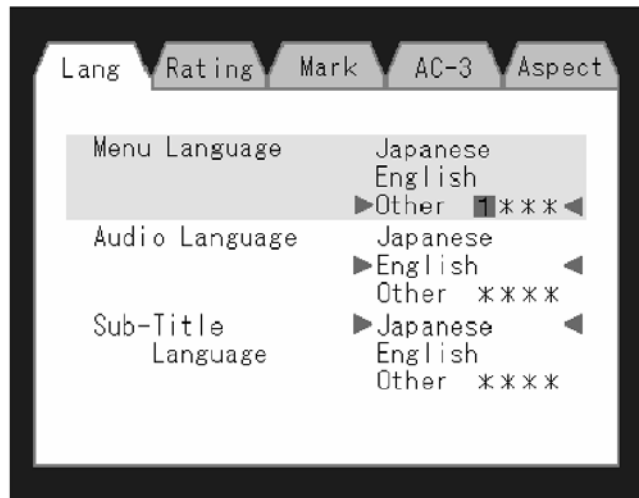 Lang Rating Mark AC-3 Aspect
Menu Language Japanese
English
▶Other 1***◀
Audio Language Japanese
▶English ◀
Other ****
Sub-Title ▶Japanese ◀
Language English
Other ****